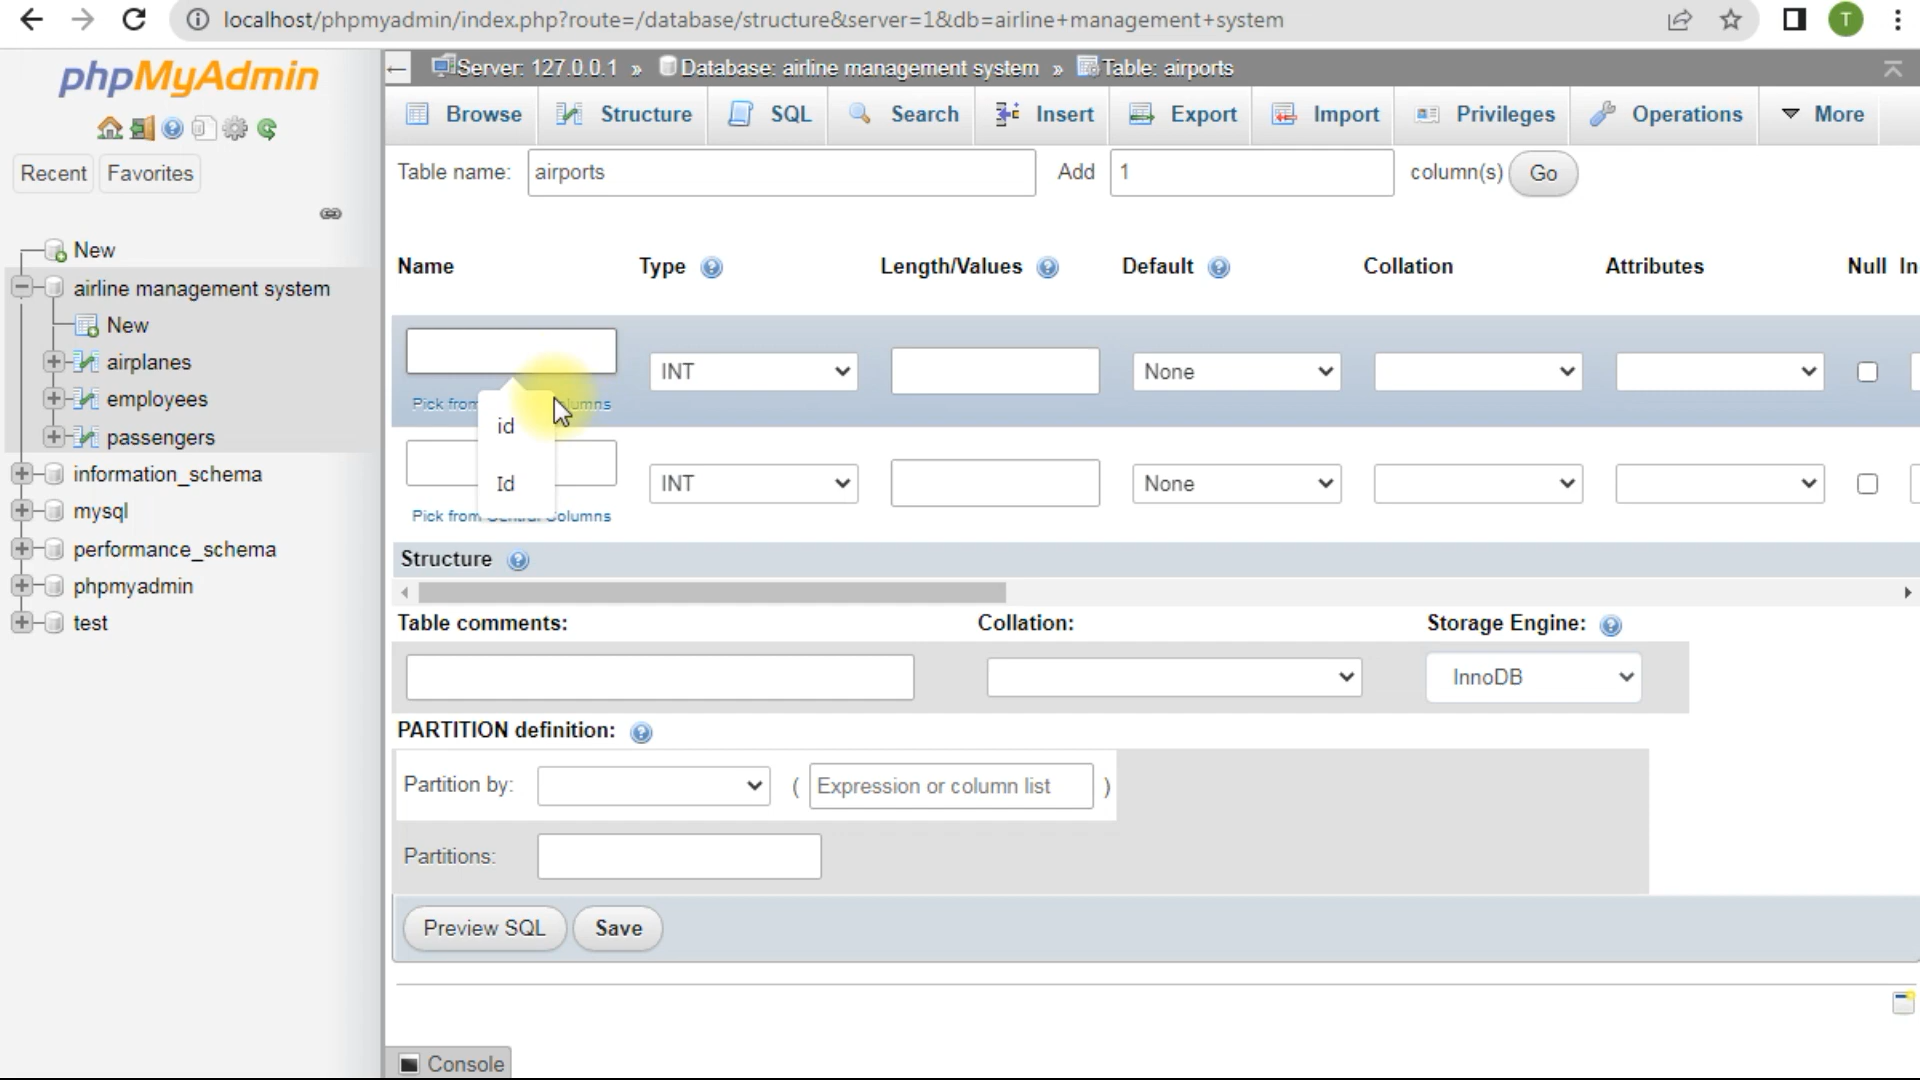 localhost/phpmyadmin/index.php?route=/database/structure&server=1&db=airline+management+system
T
phpMyAdmin
Recent
Favorites
New
airline management system
New
airplanes
employees
passengers
information_schema
mysql
performance_schema
phpmyadmin
test
Server: 127.0.0.1 » Database: airline management system » Table: airports
Browse Structure SQL Search Insert Export Import Privileges Operations More
Table name: airports Add 1 column(s) Go
Name Type Length/Values Default Collation Attributes Null In
INT None
Pick from
id
INT None
Id
Pick from Central Columns
Structure
Table comments: Collation: Storage Engine:
InnoDB
PARTITION definition:
Partition by: ( Expression or column list )
Partitions:
Preview SQL Save
Console